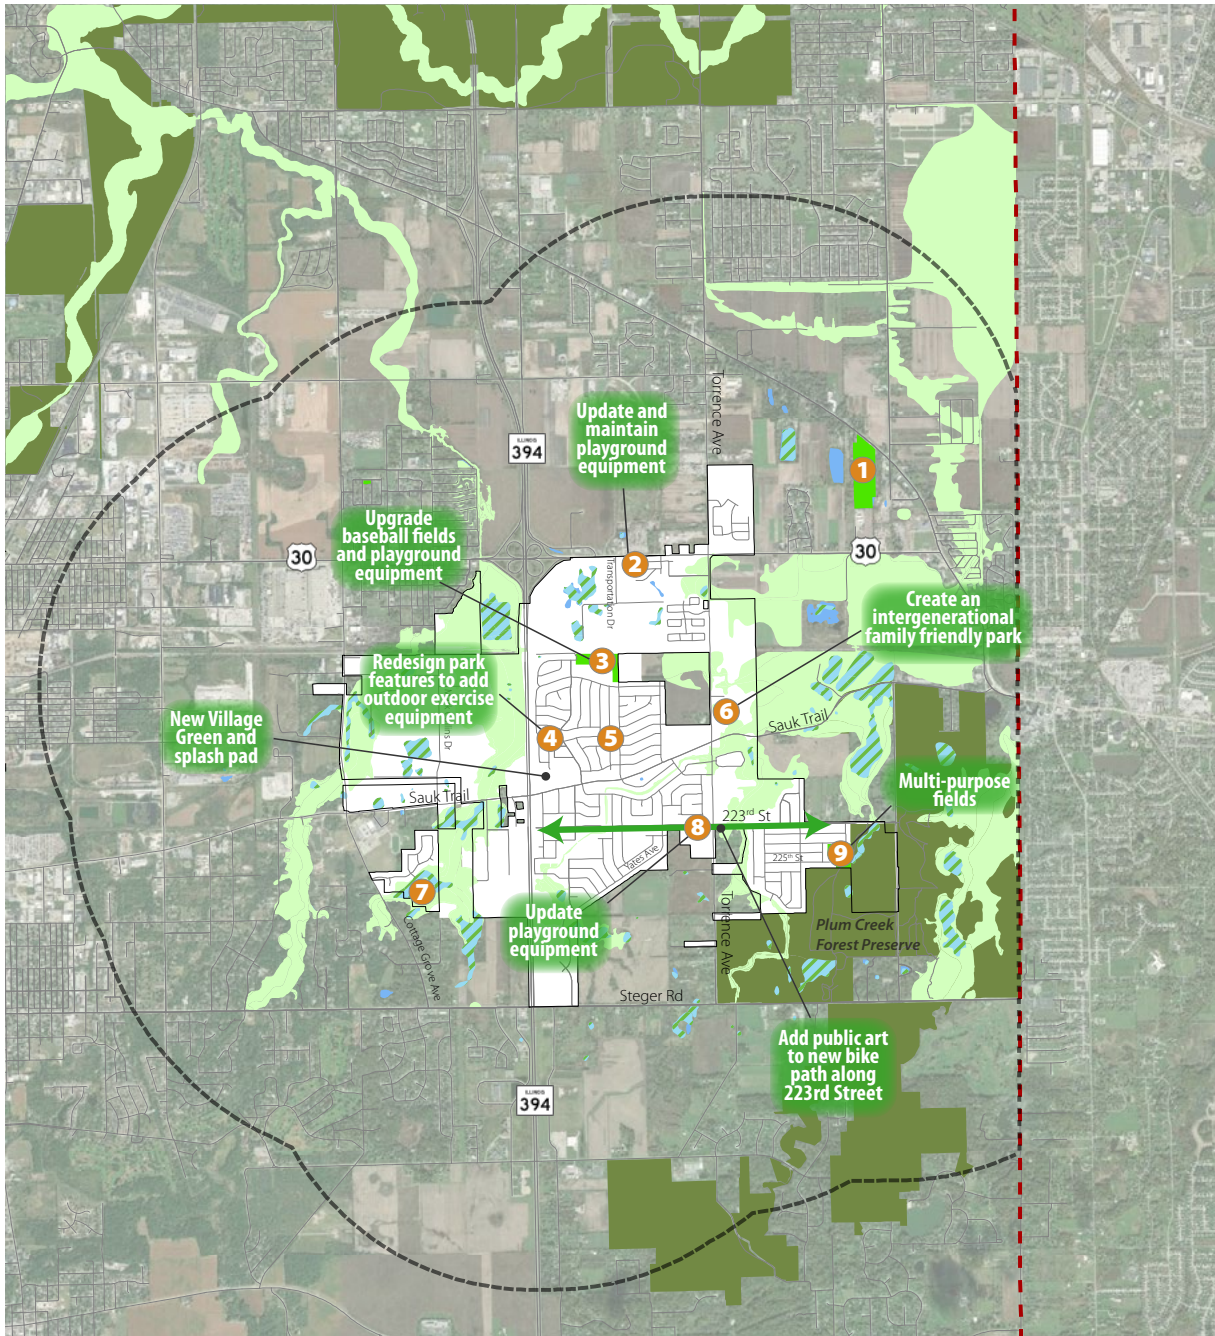 Torrence Ave
Update and
maintain
playground
equipment
ILLINOIS
394
1
Upgrade
baseball fields
and playground
equipment
30
30
2
Transportation Dr
Create an
intergenerational
family friendly park
3
Redesign park
features to add
outdoor exercise
equipment
6
New Village
Green and
splash pad
Sauk Trail
4
5
ns Dr
Multi-purpose
fields
Sauk Trail
223rd St
8
Yates Ave
225th St
9
7
Update
playground
equipment
Cottage Grove Ave
Torrence Ave
Plum Creek
Forest Preserve
Steger Rd
Add public art
to new bike
path along
223rd Street
ILLINOIS
394